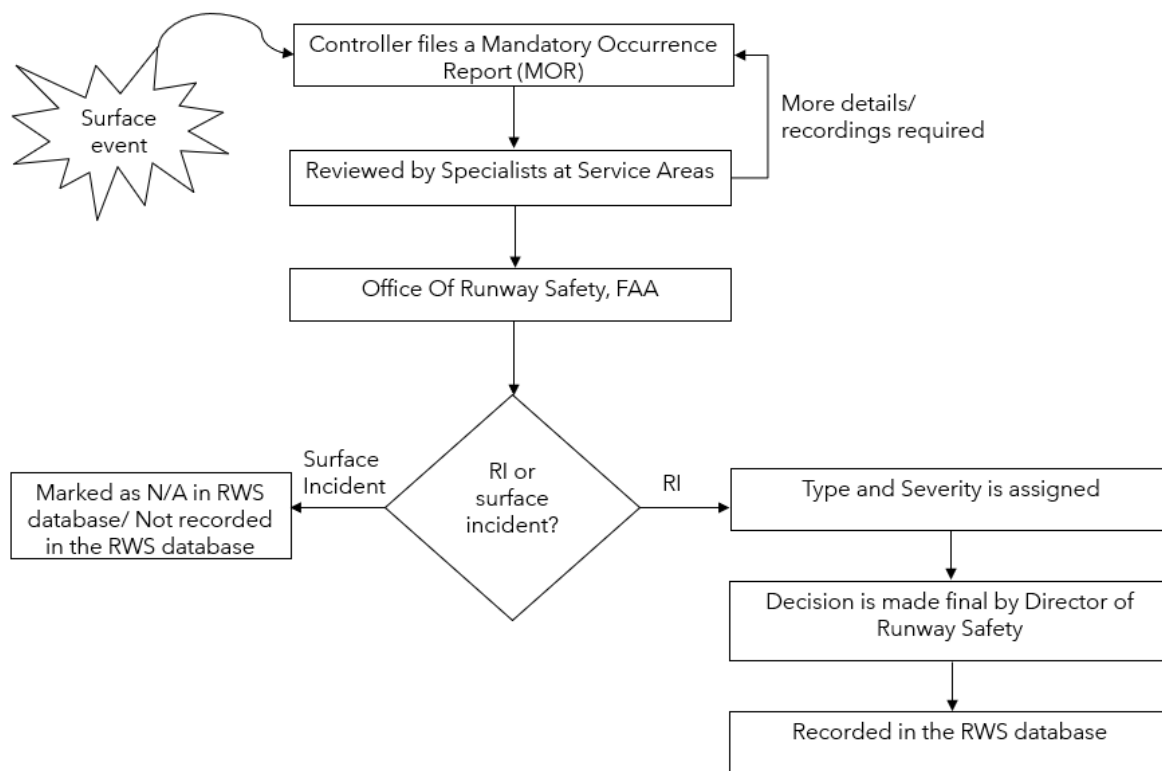 Controller files a Mandatory Occurrence
Report (MOR)
Surface
event
More details/
recordings required
Reviewed by Specialists at Service Areas
Office Of Runway Safety, FAA
Surface
Incident
RI or
surface
incident?
RI
Marked as N/A in RWS
database/ Not recorded
in the RWS database
Type and Severity is assigned
Decision is made final by Director of
Runway Safety
Recorded in the RWS database